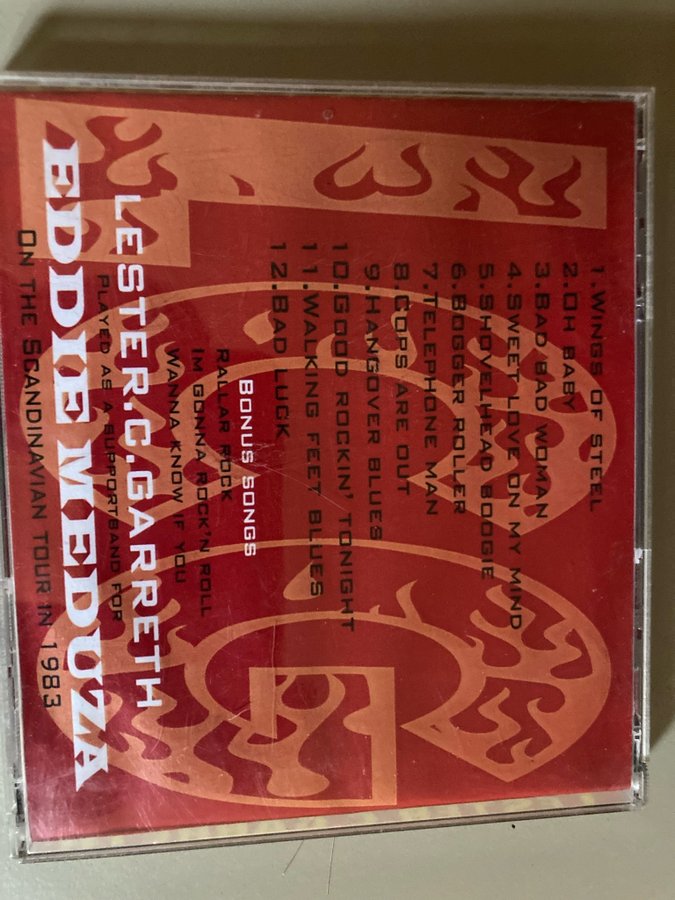 1.WINGS OF STEEL
2.OH BABY
3.BAD BAD WOMAN
4.SWEET LOVE ON MY MIND
5.SHOVELHEAD BOOGIE
6.BOGGER ROLLER
7.TELEPHONE MAN
8.COPS ARE OUT
9.HANGOVER BLUES
10.GOOD ROCKIN' TONIGHT
11.WALKING FEET BLUES
12.BAD LUCK
BONUS SONGS
RALLAR ROCK
IM GONNA ROCK'N ROLL
WANNA KNOW IF YOU
LESTER.C.GARRETH
PLAYED AS A SUPPORTBAND FOR
EDDIE MEDUZA
ON THE SCANDINAVIAN TOUR IN 1983